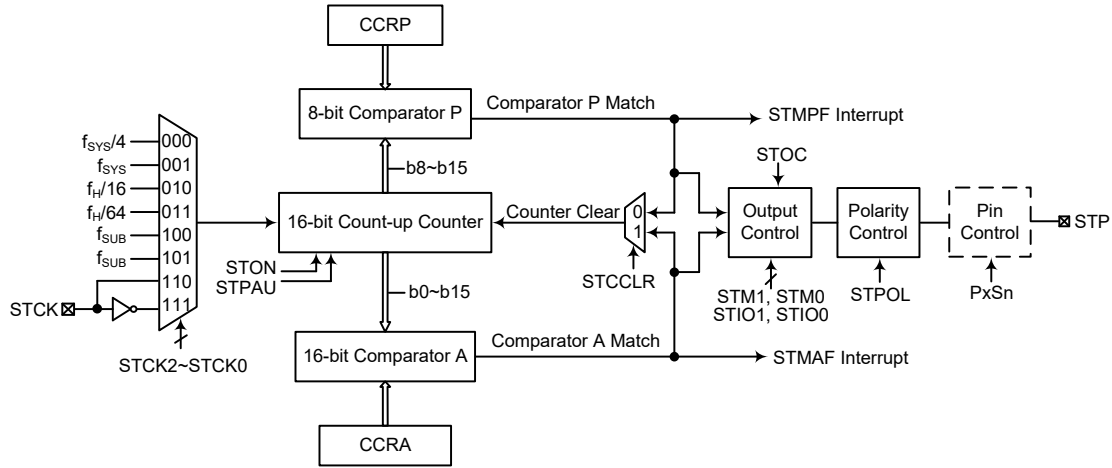 CCRP
8-bit Comparator P
Comparator P Match
STMPF Interrupt
fSYS/4
000
fSYS
001
fH/16
010
fH/64
011
fSUB
100
fSUB
101
110
111
STCK
STCK2~STCK0
b8~b15
16-bit Count-up Counter
STON
STPAU
b0~b15
Counter Clear
0
1
STCCLR
STOC
Output
Control
STM1, STM0
STIO1, STIO0
Polarity
Control
STPOL
Pin
Control
PxSn
STP
16-bit Comparator A
Comparator A Match
STMAF Interrupt
CCRA